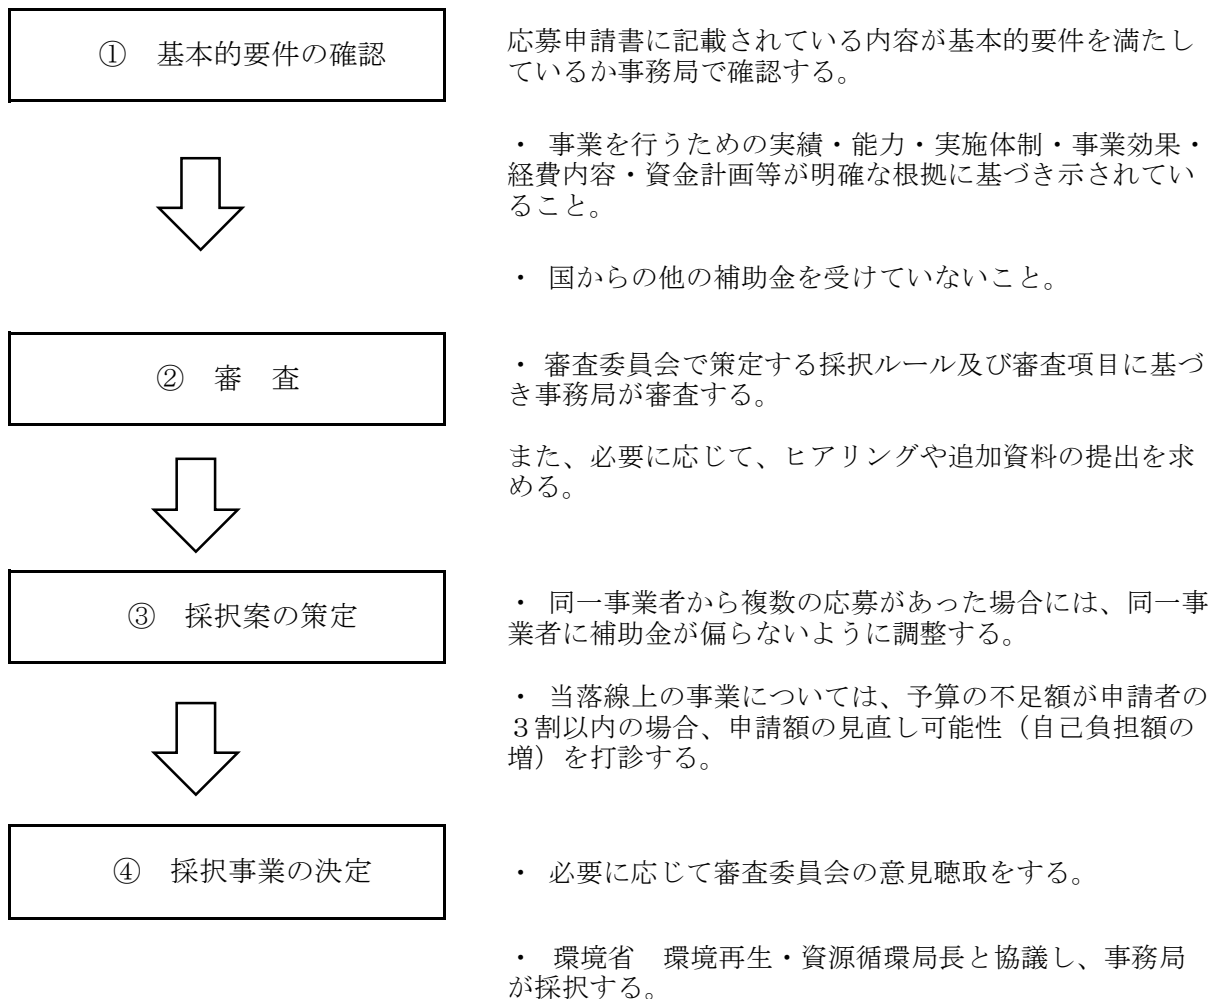 ① 基本的要件の確認
応募申請書に記載されている内容が基本的要件を満たし
ているか事務局で確認する。
・ 事業を行うための実績・能力・実施体制・事業効果・
経費内容・資金計画等が明確な根拠に基づき示されてい
ること。
・ 国からの他の補助金を受けていないこと。
② 審 査
・ 審査委員会で策定する採択ルール及び審査項目に基づ
き事務局が審査する。
また、必要に応じて、ヒアリングや追加資料の提出を求
める。
③ 採択案の策定
・ 同一事業者から複数の応募があった場合には、同一事
業者に補助金が偏らないように調整する。
・ 当落線上の事業については、予算の不足額が申請者の
３割以内の場合、申請額の見直し可能性（自己負担額の
増）を打診する。
④ 採択事業の決定
・ 必要に応じて審査委員会の意見聴取をする。
・ 環境省 環境再生・資源循環局長と協議し、事務局
が採択する。